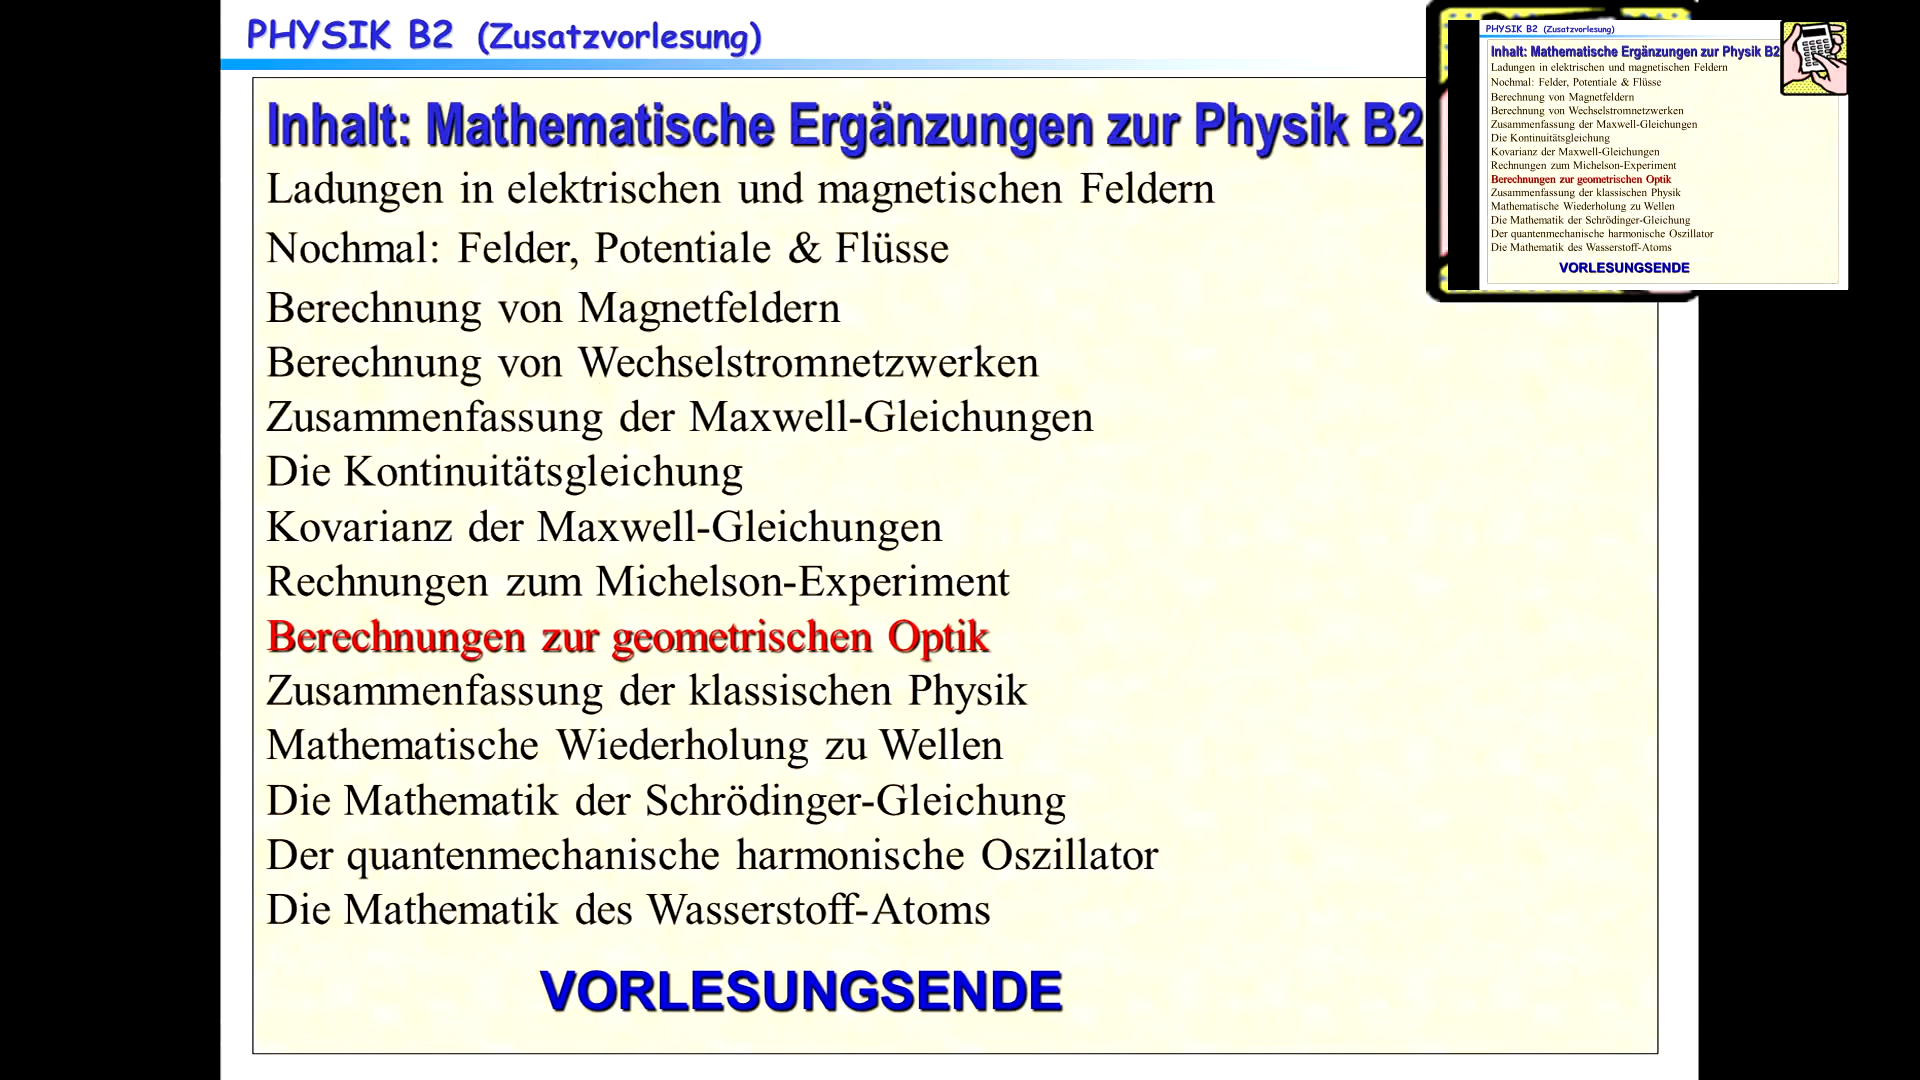 PHYSIK B2 (Zusatzvorlesung)
Inhalt: Mathematische Ergänzungen zur Physik B2
Ladungen in elektrischen und magnetischen Feldern
Nochmal: Felder, Potentiale & Flüsse
Berechnung von Magnetfeldern
Berechnung von Wechselstromnetzwerken
Zusammenfassung der Maxwell-Gleichungen
Die Kontinuitätsgleichung
Kovarianz der Maxwell-Gleichungen
Rechnungen zum Michelson-Experiment
Berechnungen zur geometrischen Optik
Zusammenfassung der klassischen Physik
Mathematische Wiederholung zu Wellen
Die Mathematik der Schrödinger-Gleichung
Der quantenmechanische harmonische Oszillator
Die Mathematik des Wasserstoff-Atoms
VORLESUNGSENDE
PHYSIK B2 (Zusatzvorlesung)
Inhalt: Mathematische Ergänzungen zur Physik B2
Ladungen in elektrischen und magnetischen Feldern
Nochmal: Felder, Potentiale & Flüsse
Berechnung von Magnetfeldern
Berechnung von Wechselstromnetzwerken
Zusammenfassung der Maxwell-Gleichungen
Die Kontinuitätsgleichung
Kovarianz der Maxwell-Gleichungen
Rechnungen zum Michelson-Experiment
Berechnungen zur geometrischen Optik
Zusammenfassung der klassischen Physik
Mathematische Wiederholung zu Wellen
Die Mathematik der Schrödinger-Gleichung
Der quantenmechanische harmonische Oszillator
Die Mathematik des Wasserstoff-Atoms
VORLESUNGSENDE